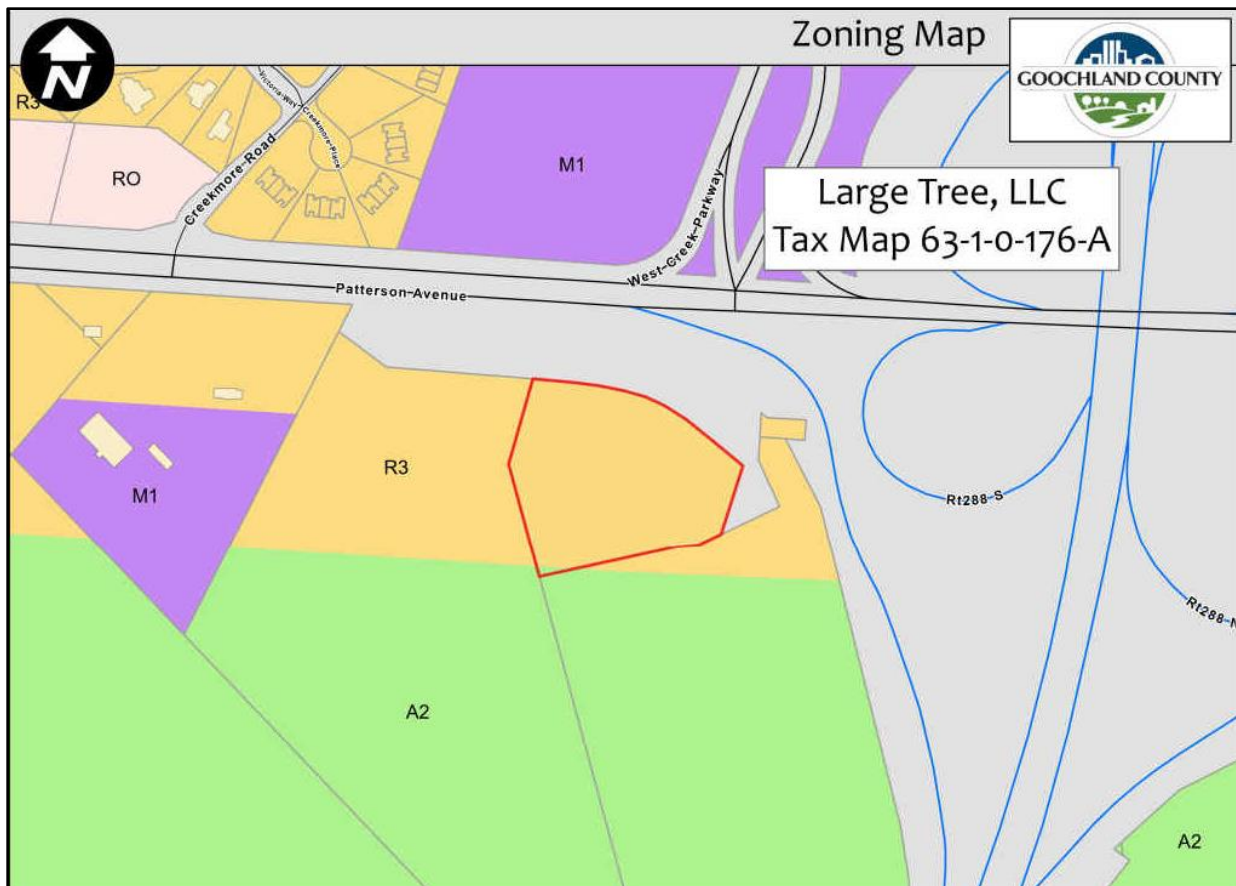 Zoning Map
N
GOOCHLAND COUNTY
R3
Victoria-Way
Creekmore-Place
Creekmore-Road
RO
M1
West-Creek-Parkway
Large Tree, LLC
Tax Map 63-1-0-176-A
Patterson Avenue
R3
M1
Rt288 S
Rt288 N
A2
A2